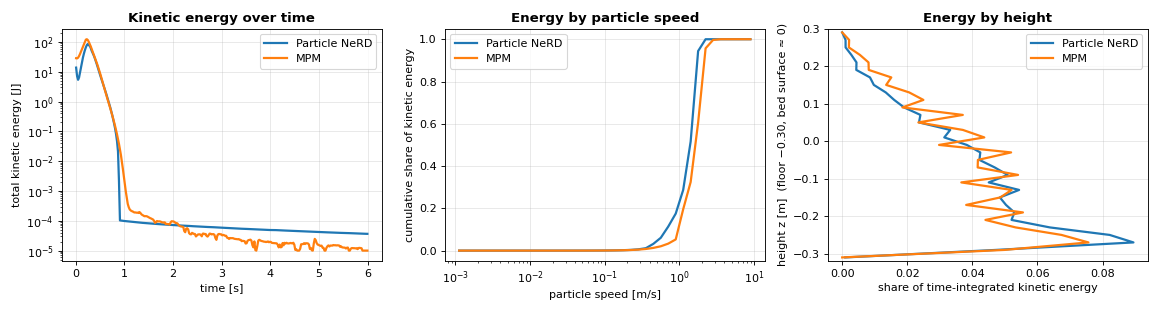 Kinetic energy over time
total kinetic energy [J]
10²
10¹
10⁰
10⁻¹
10⁻²
10⁻³
10⁻⁴
10⁻⁵
Particle NeRD
MPM
0 1 2 3 4 5 6
time [s]
Energy by particle speed
cumulative share of kinetic energy
1.0
0.8
0.6
0.4
0.2
0.0
Particle NeRD
MPM
10⁻³ 10⁻² 10⁻¹ 10⁰ 10¹
particle speed [m/s]
Energy by height
height z [m] (floor −0.30, bed surface ≈ 0)
0.3
0.2
0.1
0.0
−0.1
−0.2
−0.3
Particle NeRD
MPM
0.00 0.02 0.04 0.06 0.08
share of time-integrated kinetic energy